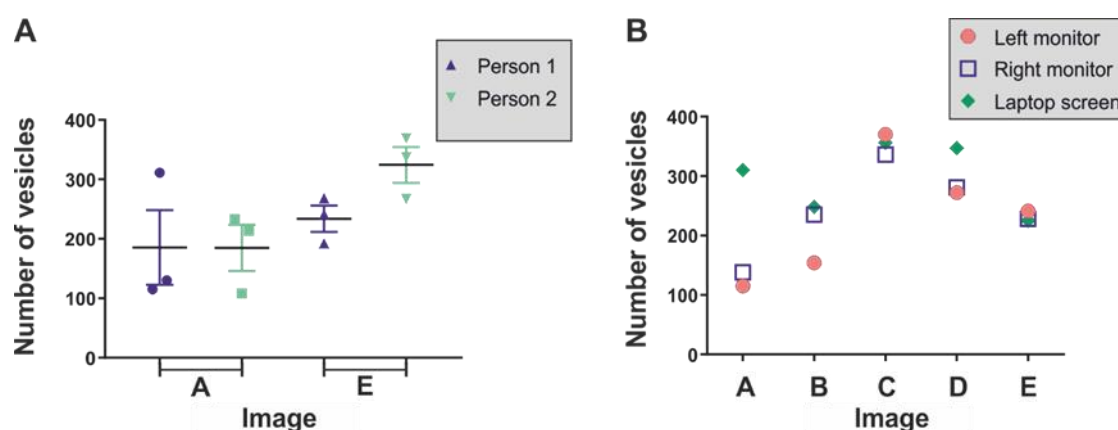 A
Person 1
Person 2
Number of vesicles
400
300
200
100
0
A E
Image
B
Left monitor
Right monitor
Laptop screen
Number of vesicles
400
300
200
100
0
A B C D E
Image